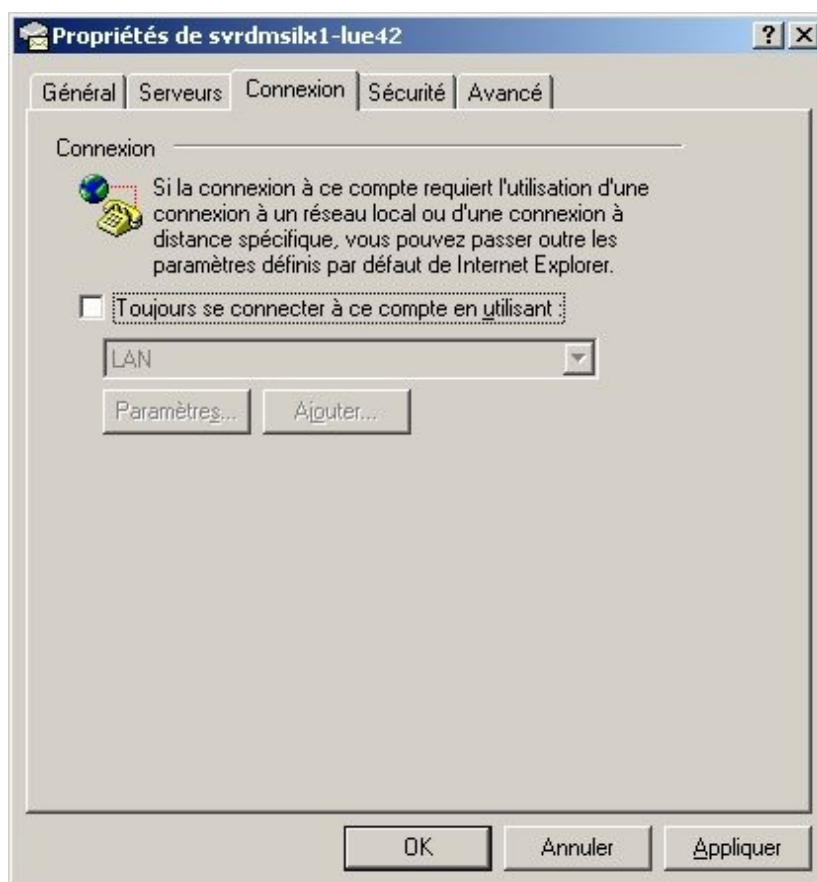 Propriétés de svrdmsilx1-lue42
Général Serveurs Connexion Sécurité Avancé
Connexion
Si la connexion à ce compte requiert l'utilisation d'une
connexion à un réseau local ou d'une connexion à
distance spécifique, vous pouvez passer outre les
paramètres définis par défaut de Internet Explorer.
Toujours se connecter à ce compte en utilisant :
LAN
Paramètres... Ajouter...
OK Annuler Appliquer